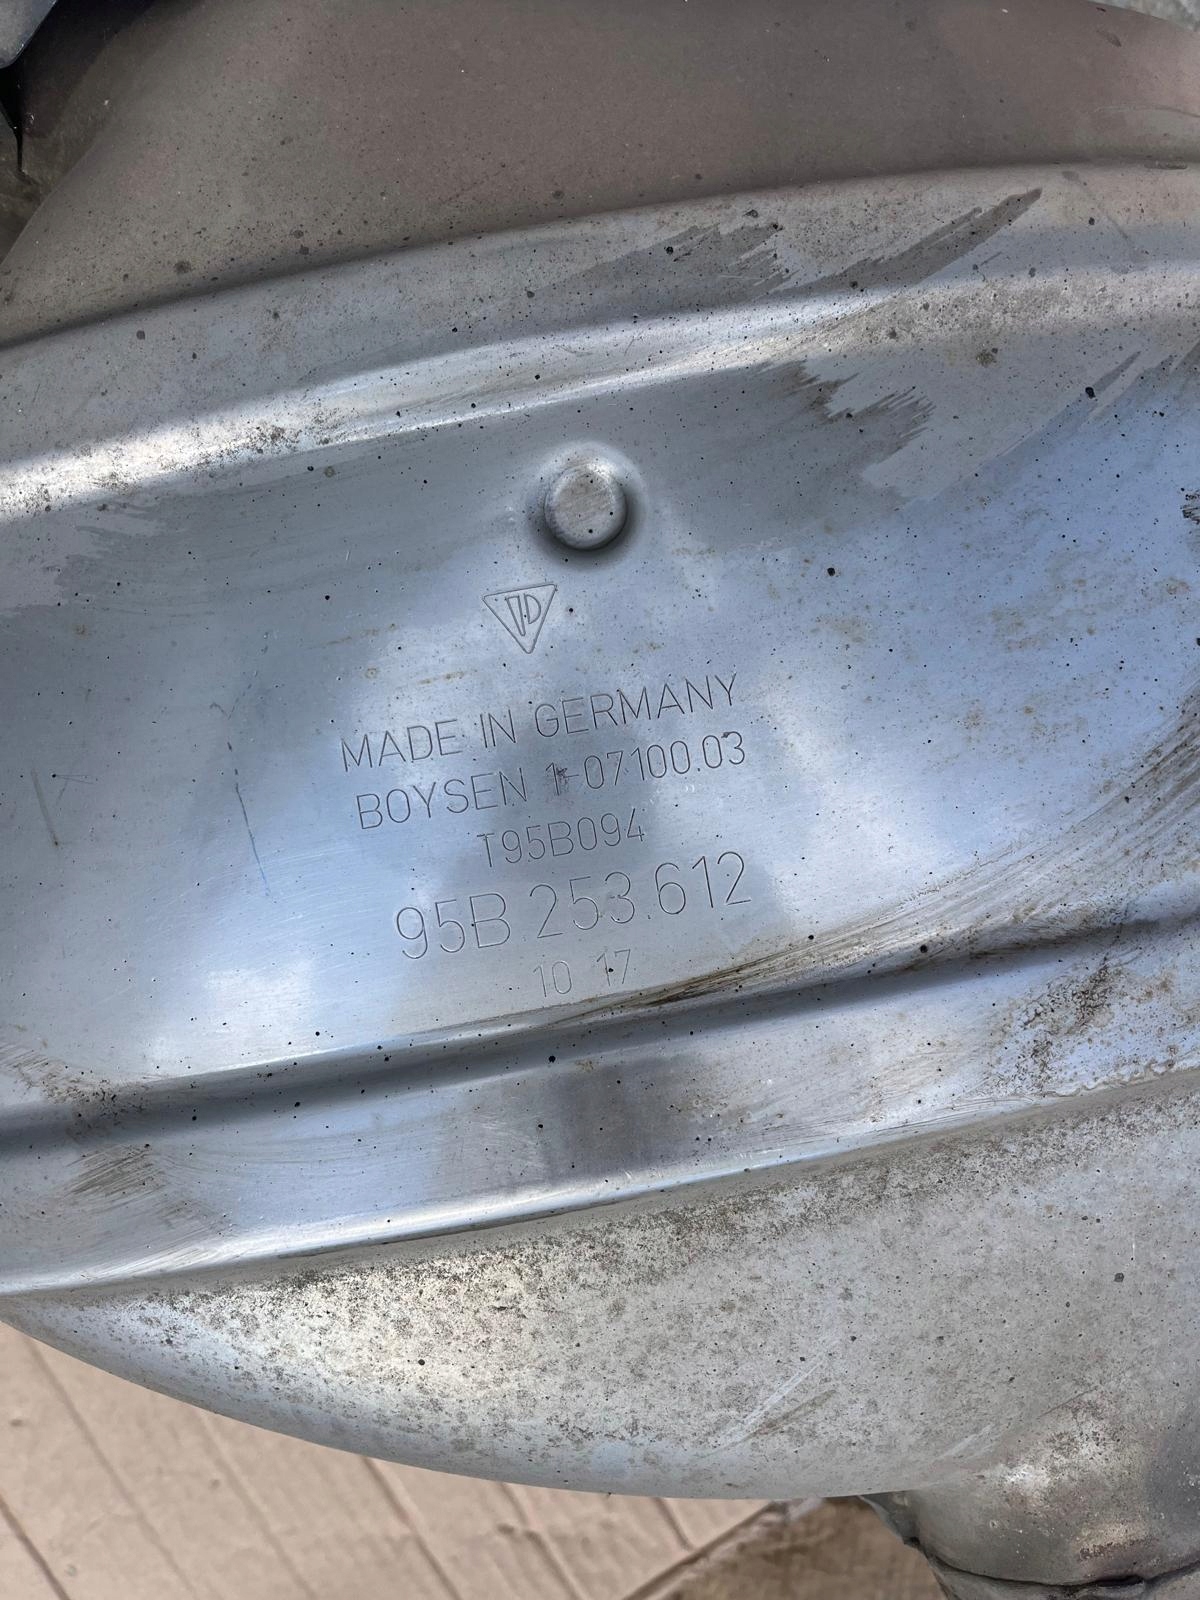 MADE IN GERMANY
BOYSEN 1-07100.03
T95B094
95B.253.612
10 17